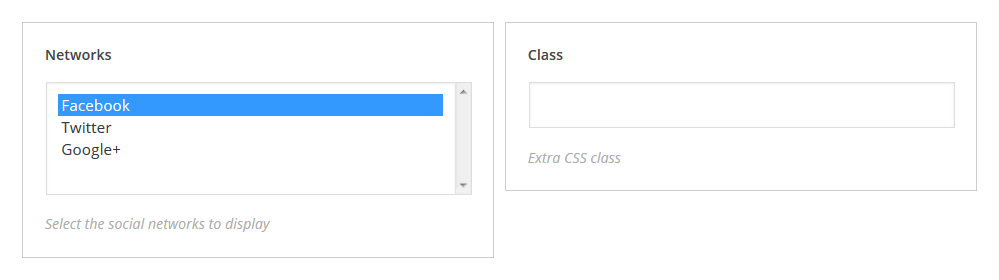 Networks
Facebook
Twitter
Google+
Select the social networks to display
Class
Extra CSS class